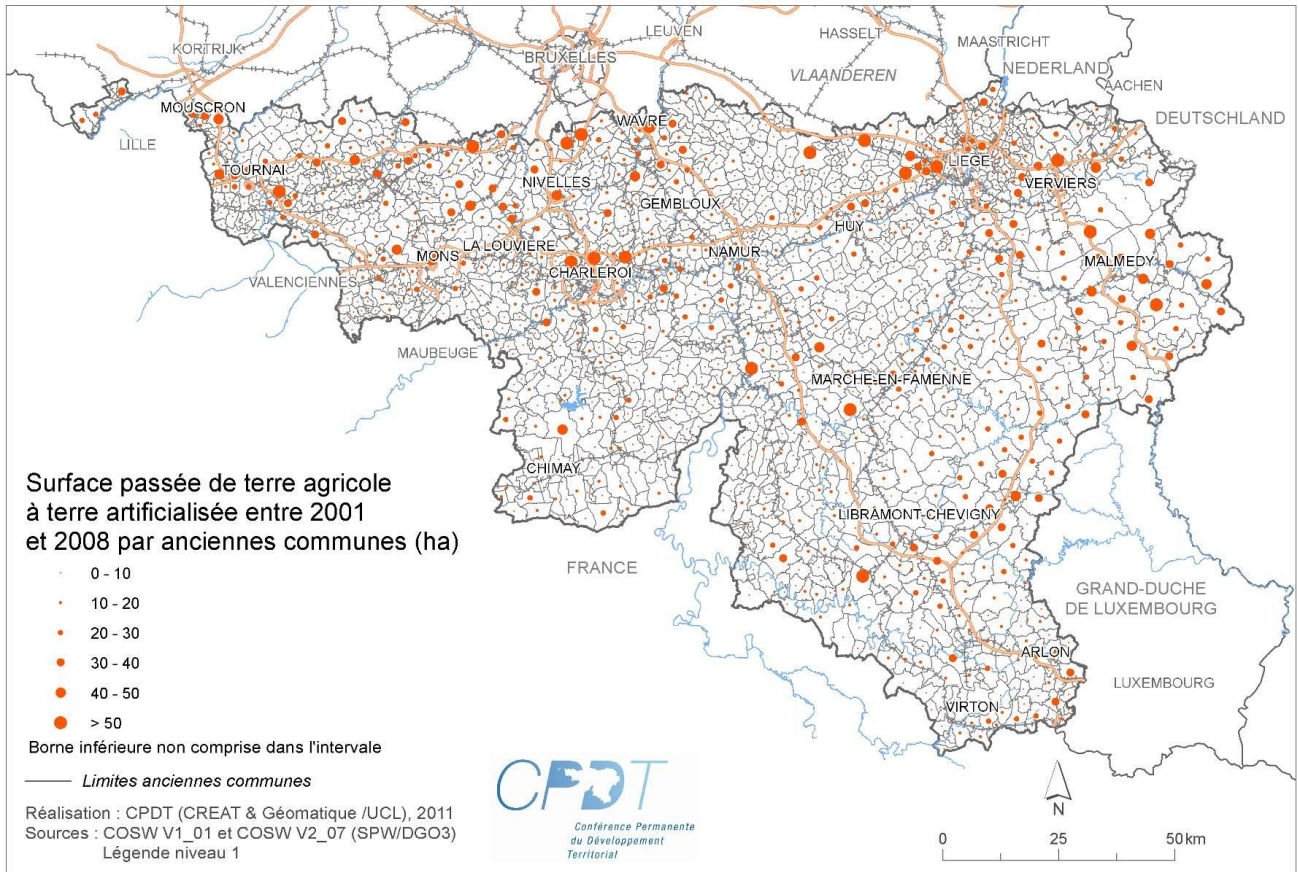 KORTRIJK
LEUVEN
HASSELT
MAASTRICHT
BRUXELLES
VLAANDEREN
NEDERLAND
AACHEN
MOUSCRON
WAVRE
DEUTSCHLAND
LILLE
TOURNAI
LIEGE
NIVELLES
VERVIERS
GEMBLOUX
HUY
LA LOUVIERE
MONS
NAMUR
MALMEDY
CHARLEROI
VALENCIENNES
MAUBEUGE
MARCHE-EN-FAMENNE
CHIMAY
LIBRAMONT-CHEVIGNY
FRANCE
GRAND-DUCHE
DE LUXEMBOURG
ARLON
LUXEMBOURG
VIRTON
Surface passée de terre agricole
à terre artificialisée entre 2001
et 2008 par anciennes communes (ha)
0 - 10
10 - 20
20 - 30
30 - 40
40 - 50
> 50
Borne inférieure non comprise dans l'intervale
Limites anciennes communes
Réalisation : CPDT (CREAT & Géomatique /UCL), 2011
Sources : COSW V1_01 et COSW V2_07 (SPW/DGO3)
Légende niveau 1
CPDT
Conférence Permanente
du Développement
Territorial
N
0 25 50 km